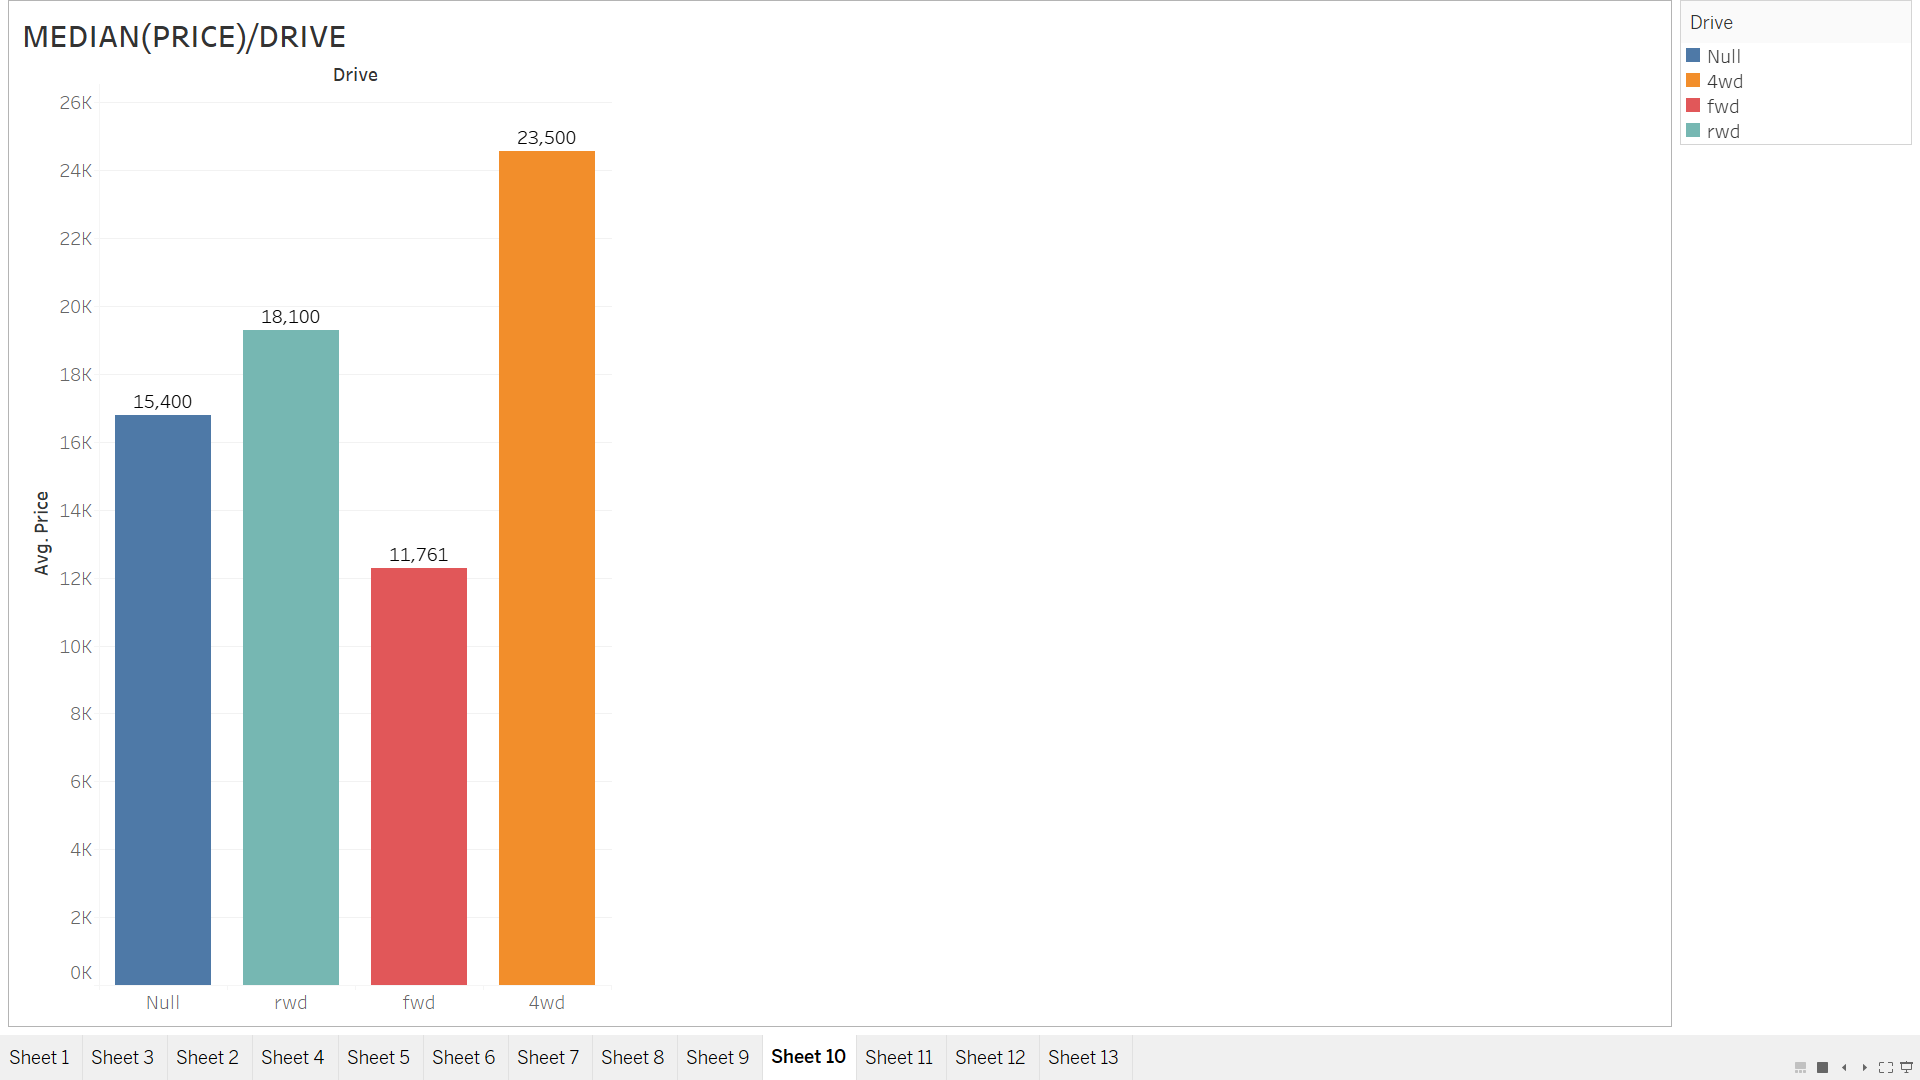 MEDIAN(PRICE)/DRIVE
Drive
26K
24K
22K
20K
18K
16K
14K
12K
10K
8K
6K
4K
2K
0K
Avg. Price
15,400
18,100
11,761
23,500
Null
rwd
fwd
4wd
Drive
Null
4wd
fwd
rwd
Sheet 1 Sheet 2 Sheet 3 Sheet 4 Sheet 5 Sheet 6 Sheet 7 Sheet 8 Sheet 9 Sheet 10 Sheet 11 Sheet 12 Sheet 13